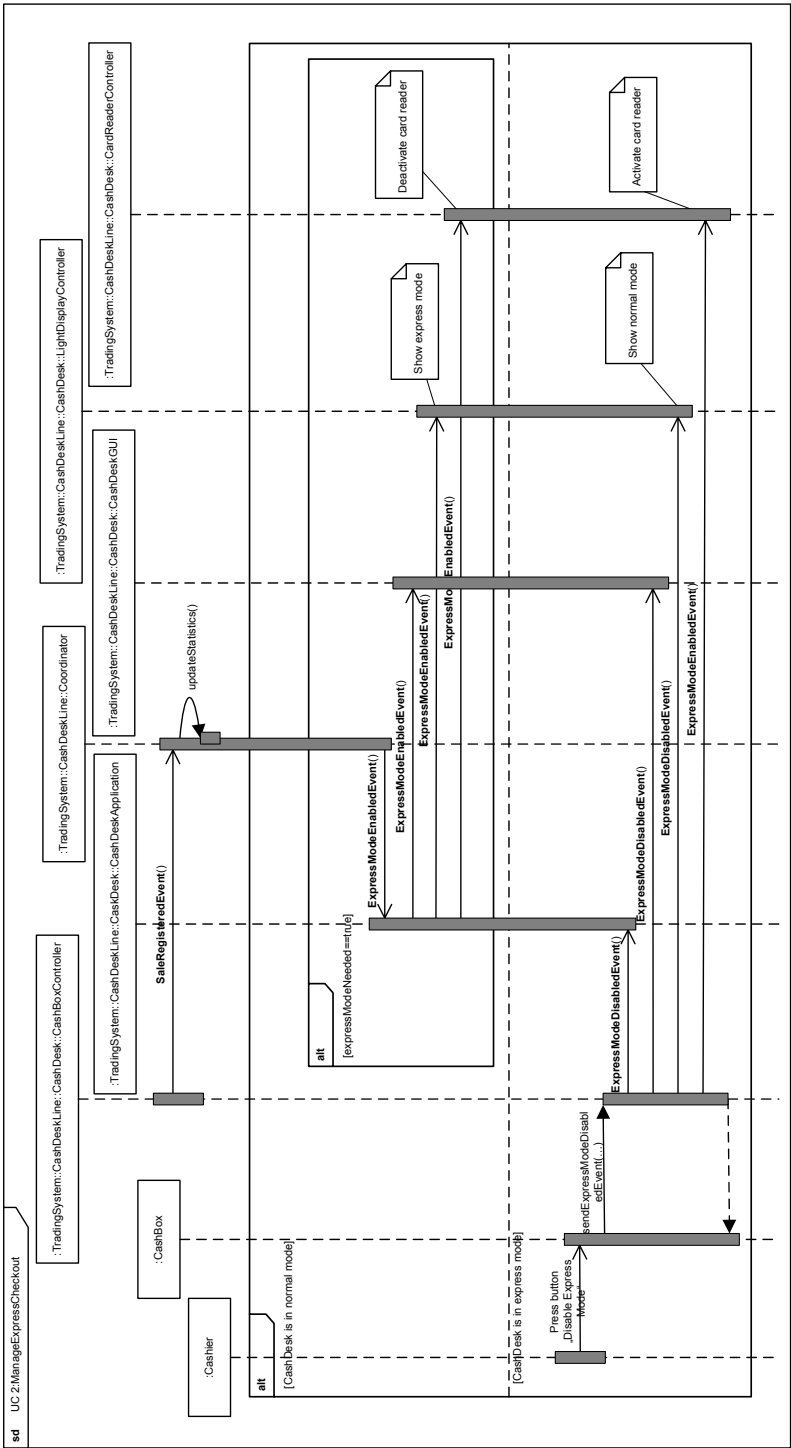 sd UC 2:ManageExpressCheckout
:TradingSystem::CashDeskLine::CashDesk::CashBoxController
:TradingSystem::CashDeskLine::Coordinator
:TradingSystem::CashDeskLine::CashDesk::LightDisplayController
:TradingSystem::CashDeskLine::CaskDesk::CashDeskApplication
:TradingSystem::CashDeskLine::CashDesk::CashDeskGUI
:TradingSystem::CashDeskLine::CashDesk::CardReaderController
:CashBox
:Cashier
SaleRegisteredEvent()
updateStatistics()
alt
[CashDesk is in normal mode]
alt
[expressModeNeeded==true]
ExpressModeEnabledEvent()
ExpressModeEnabledEvent()
ExpressModeEnabledEvent()
Show express mode
ExpressModeEnabledEvent()
Deactivate card reader
[CashDesk is in express mode]
Press button
„Disable Express
Mode“
sendExpressModeDisabl
edEvent(...)
ExpressModeDisabledEvent()
ExpressModeDisabledEvent()
ExpressModeDisabledEvent()
Show normal mode
ExpressModeEnabledEvent()
Activate card reader